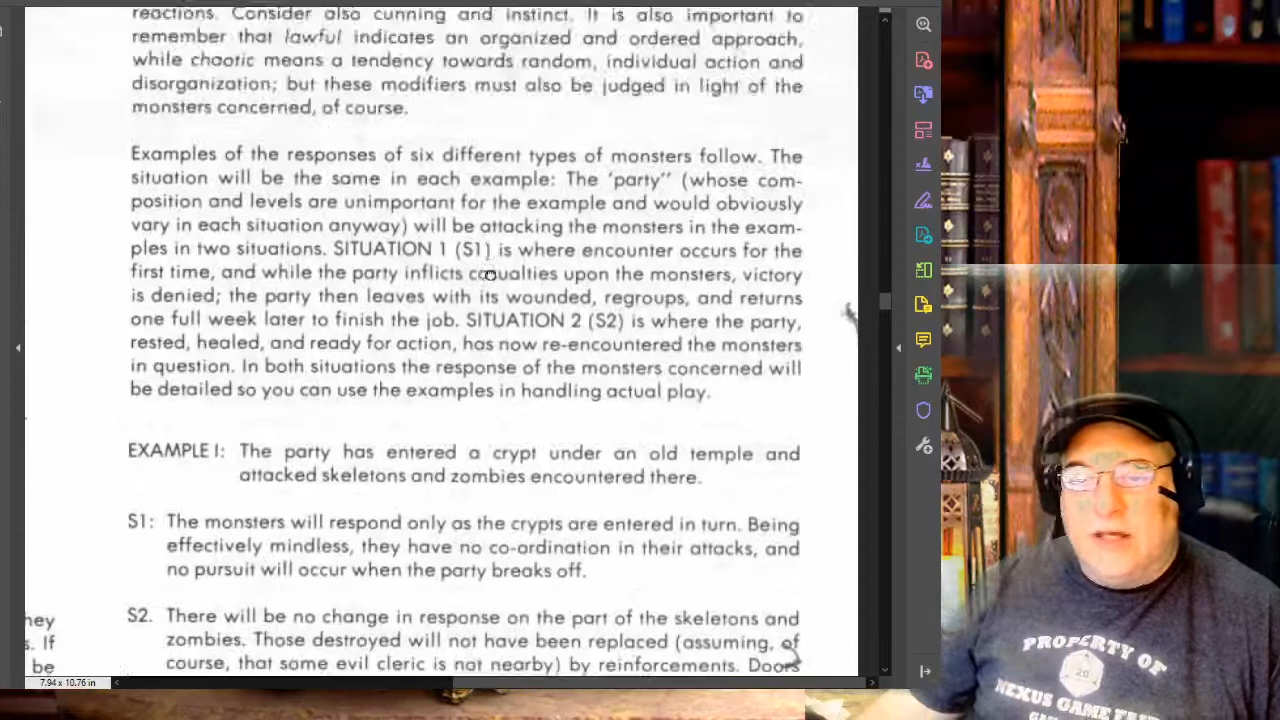 reactions. Consider also cunning and instinct. It is also important to
remember that lawful indicates an organized and ordered approach,
while chaotic means a tendency towards random, individual action and
disorganization; but these modifiers must also be judged in light of the
monsters concerned, of course.
Examples of the responses of six different types of monsters follow. The
situation will be the same in each example: The 'party" (whose com-
position and levels are unimportant for the example and would obviously
vary in each situation anyway) will be attacking the monsters in the exam-
ples in two situations. SITUATION 1 (S1) is where encounter occurs for the
first time, and while the party inflicts casualties upon the monsters, victory
is denied; the party then leaves with its wounded, regroups, and returns
one full week later to finish the job. SITUATION 2 (S2) is where the party,
rested, healed, and ready for action, has now re-encountered the monsters
in question. In both situations the response of the monsters concerned will
be detailed so you can use the examples in handling actual play.
EXAMPLE I: The party has entered a crypt under an old temple and
attacked skeletons and zombies encountered there.
S1: The monsters will respond only as the crypts are entered in turn. Being
effectively mindless, they have no co-ordination in their attacks, and
no pursuit will occur when the party breaks off.
S2. There will be no change in response on the part of the skeletons and
zombies. Those destroyed will not have been replaced (assuming, of
course, that some evil cleric is not nearby) by reinforcements. Doors
hey
s. If
be
7.94 x 10.76 in
PROPERTY OF
20
NEXUS GAME